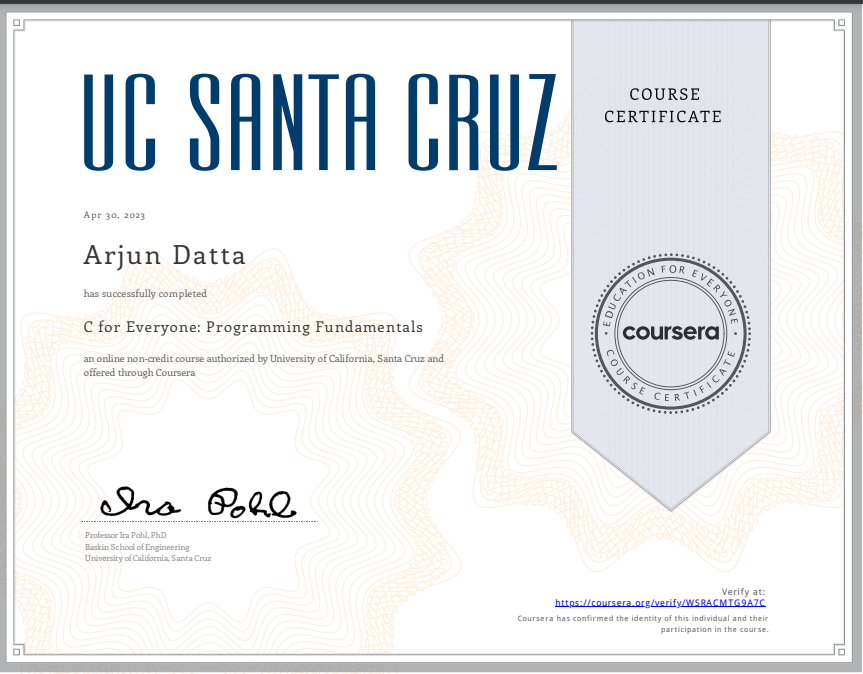 UC SANTA CRUZ
COURSE
CERTIFICATE
Apr 30, 2023
Arjun Datta
has successfully completed
C for Everyone: Programming Fundamentals
an online non-credit course authorized by University of California, Santa Cruz and
offered through Coursera
EDUCATION FOR EVERYONE
coursera
COURSE CERTIFICATE
Ira Pohl
Professor Ira Pohl, PhD
Baskin School of Engineering
University of California, Santa Cruz
Verify at:
https://coursera.org/verify/WSRACMTG9A7C
Coursera has confirmed the identity of this individual and their
participation in the course.